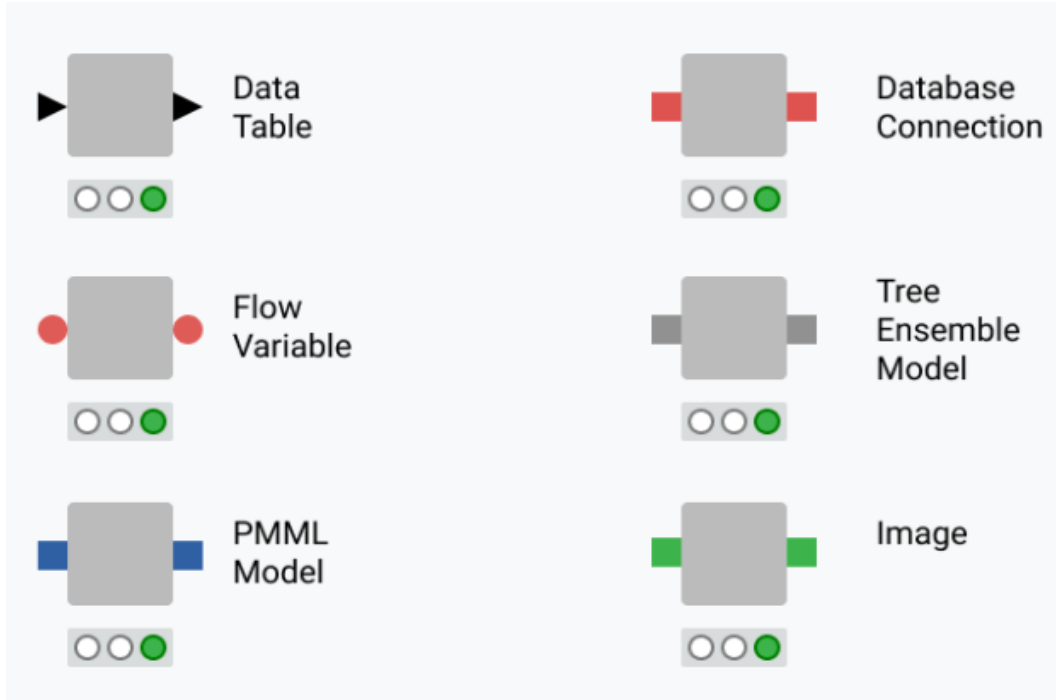 Data
Table
Database
Connection
Flow
Variable
Tree
Ensemble
Model
PMML
Model
Image